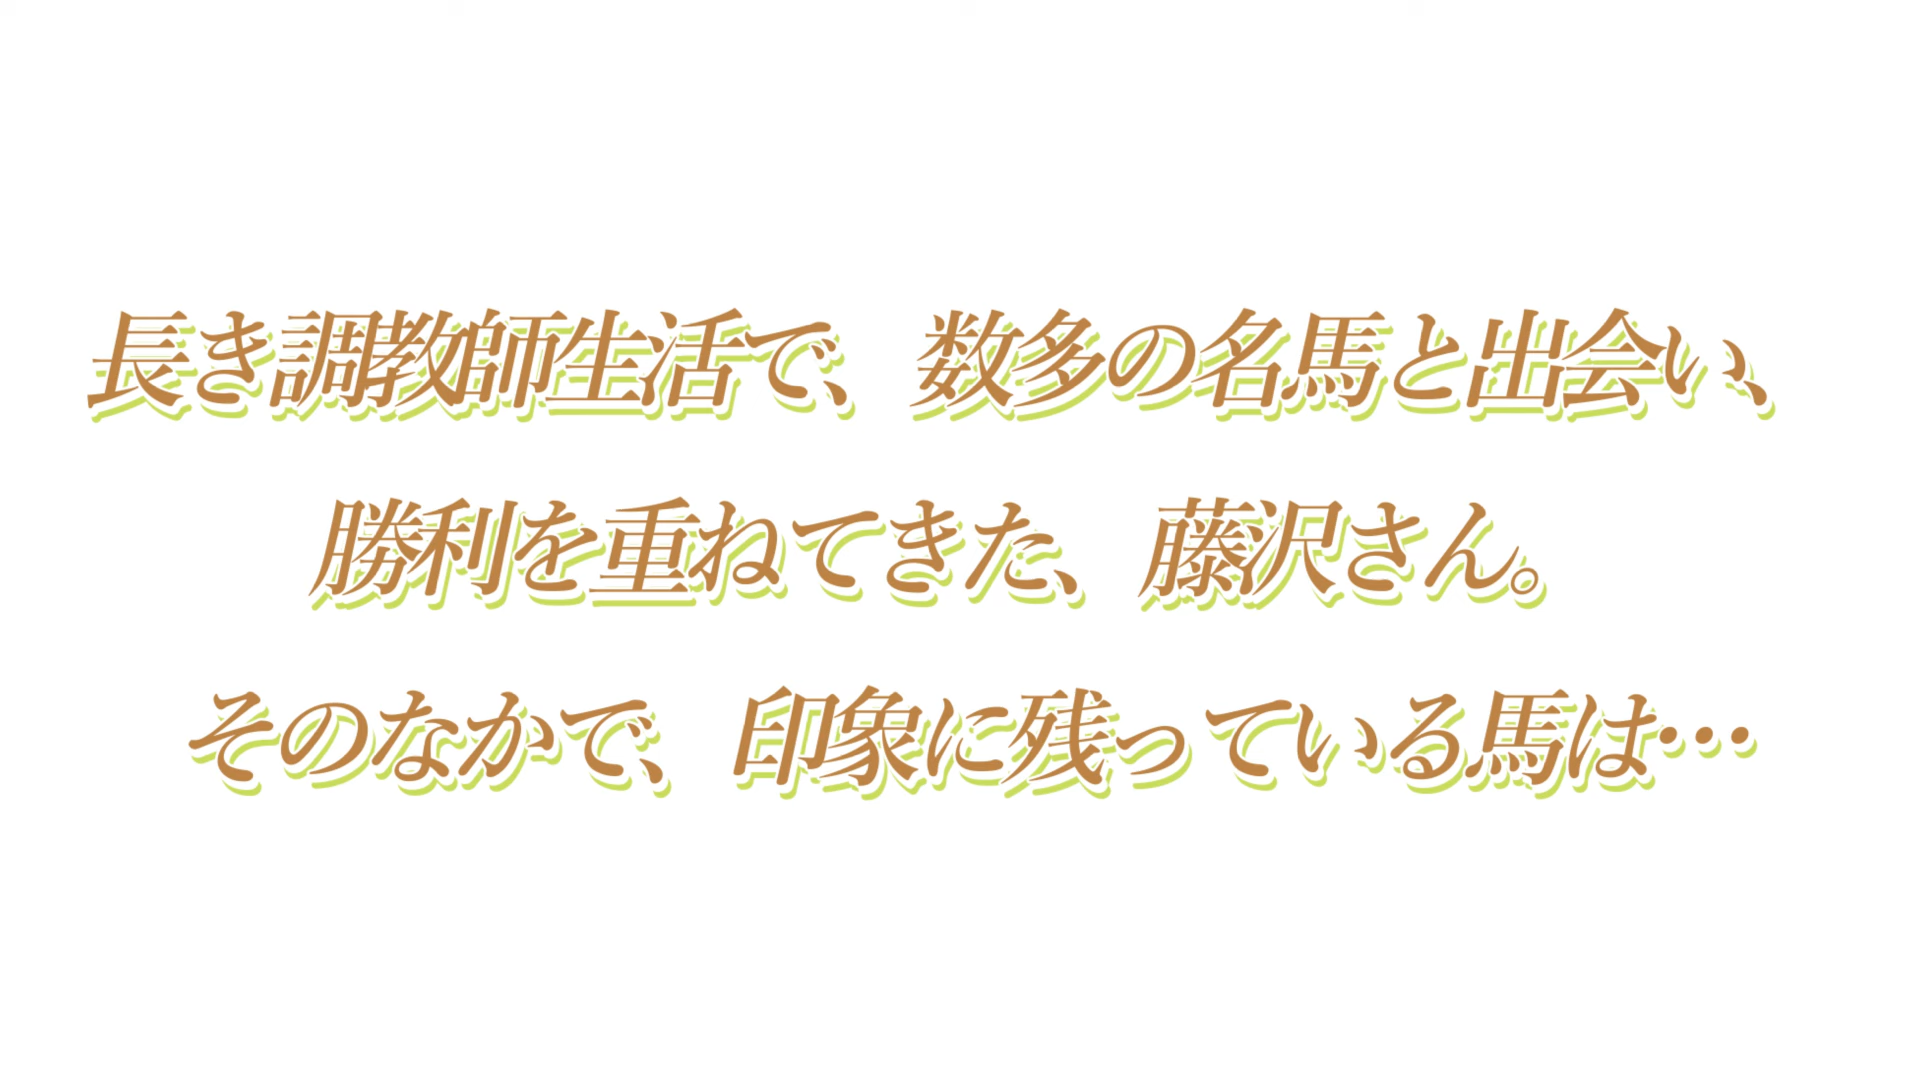 長き調教師生活で、数多の名馬と出会い、
勝利を重ねてきた、藤沢さん。
そのなかで、印象に残っている馬は…